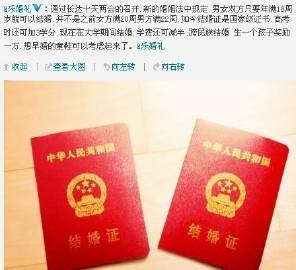 乐婚礼：通过长达十天两会的召开，新的婚姻法中规定，男女双方只要年满18周
岁就可以结婚，并不是之前女方满20周男方满22周，如今结婚证是国家级证书，高考
时还可加3学分，现在在大学期间结婚，学费还可减半，跨民族结婚，生一个孩子奖励
一万，想早婚的童鞋可以考虑起来了。@乐婚礼
收起 查看大图 向左转 向右转
中华人民共和国
结婚证
中华人民共和国
结婚证